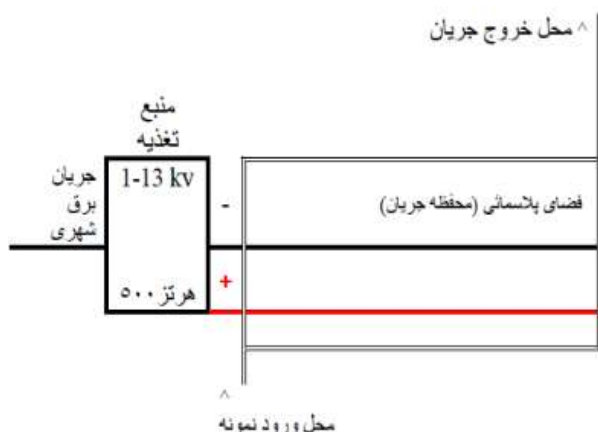 ^ محل خروج جریان
منبع
تغذیه
1-13 kv
جریان
برق
شهری
-
فضای پلاسمائی (محفظه جریان)
+
هرتز ۵۰۰
^
محل ورود نمونه